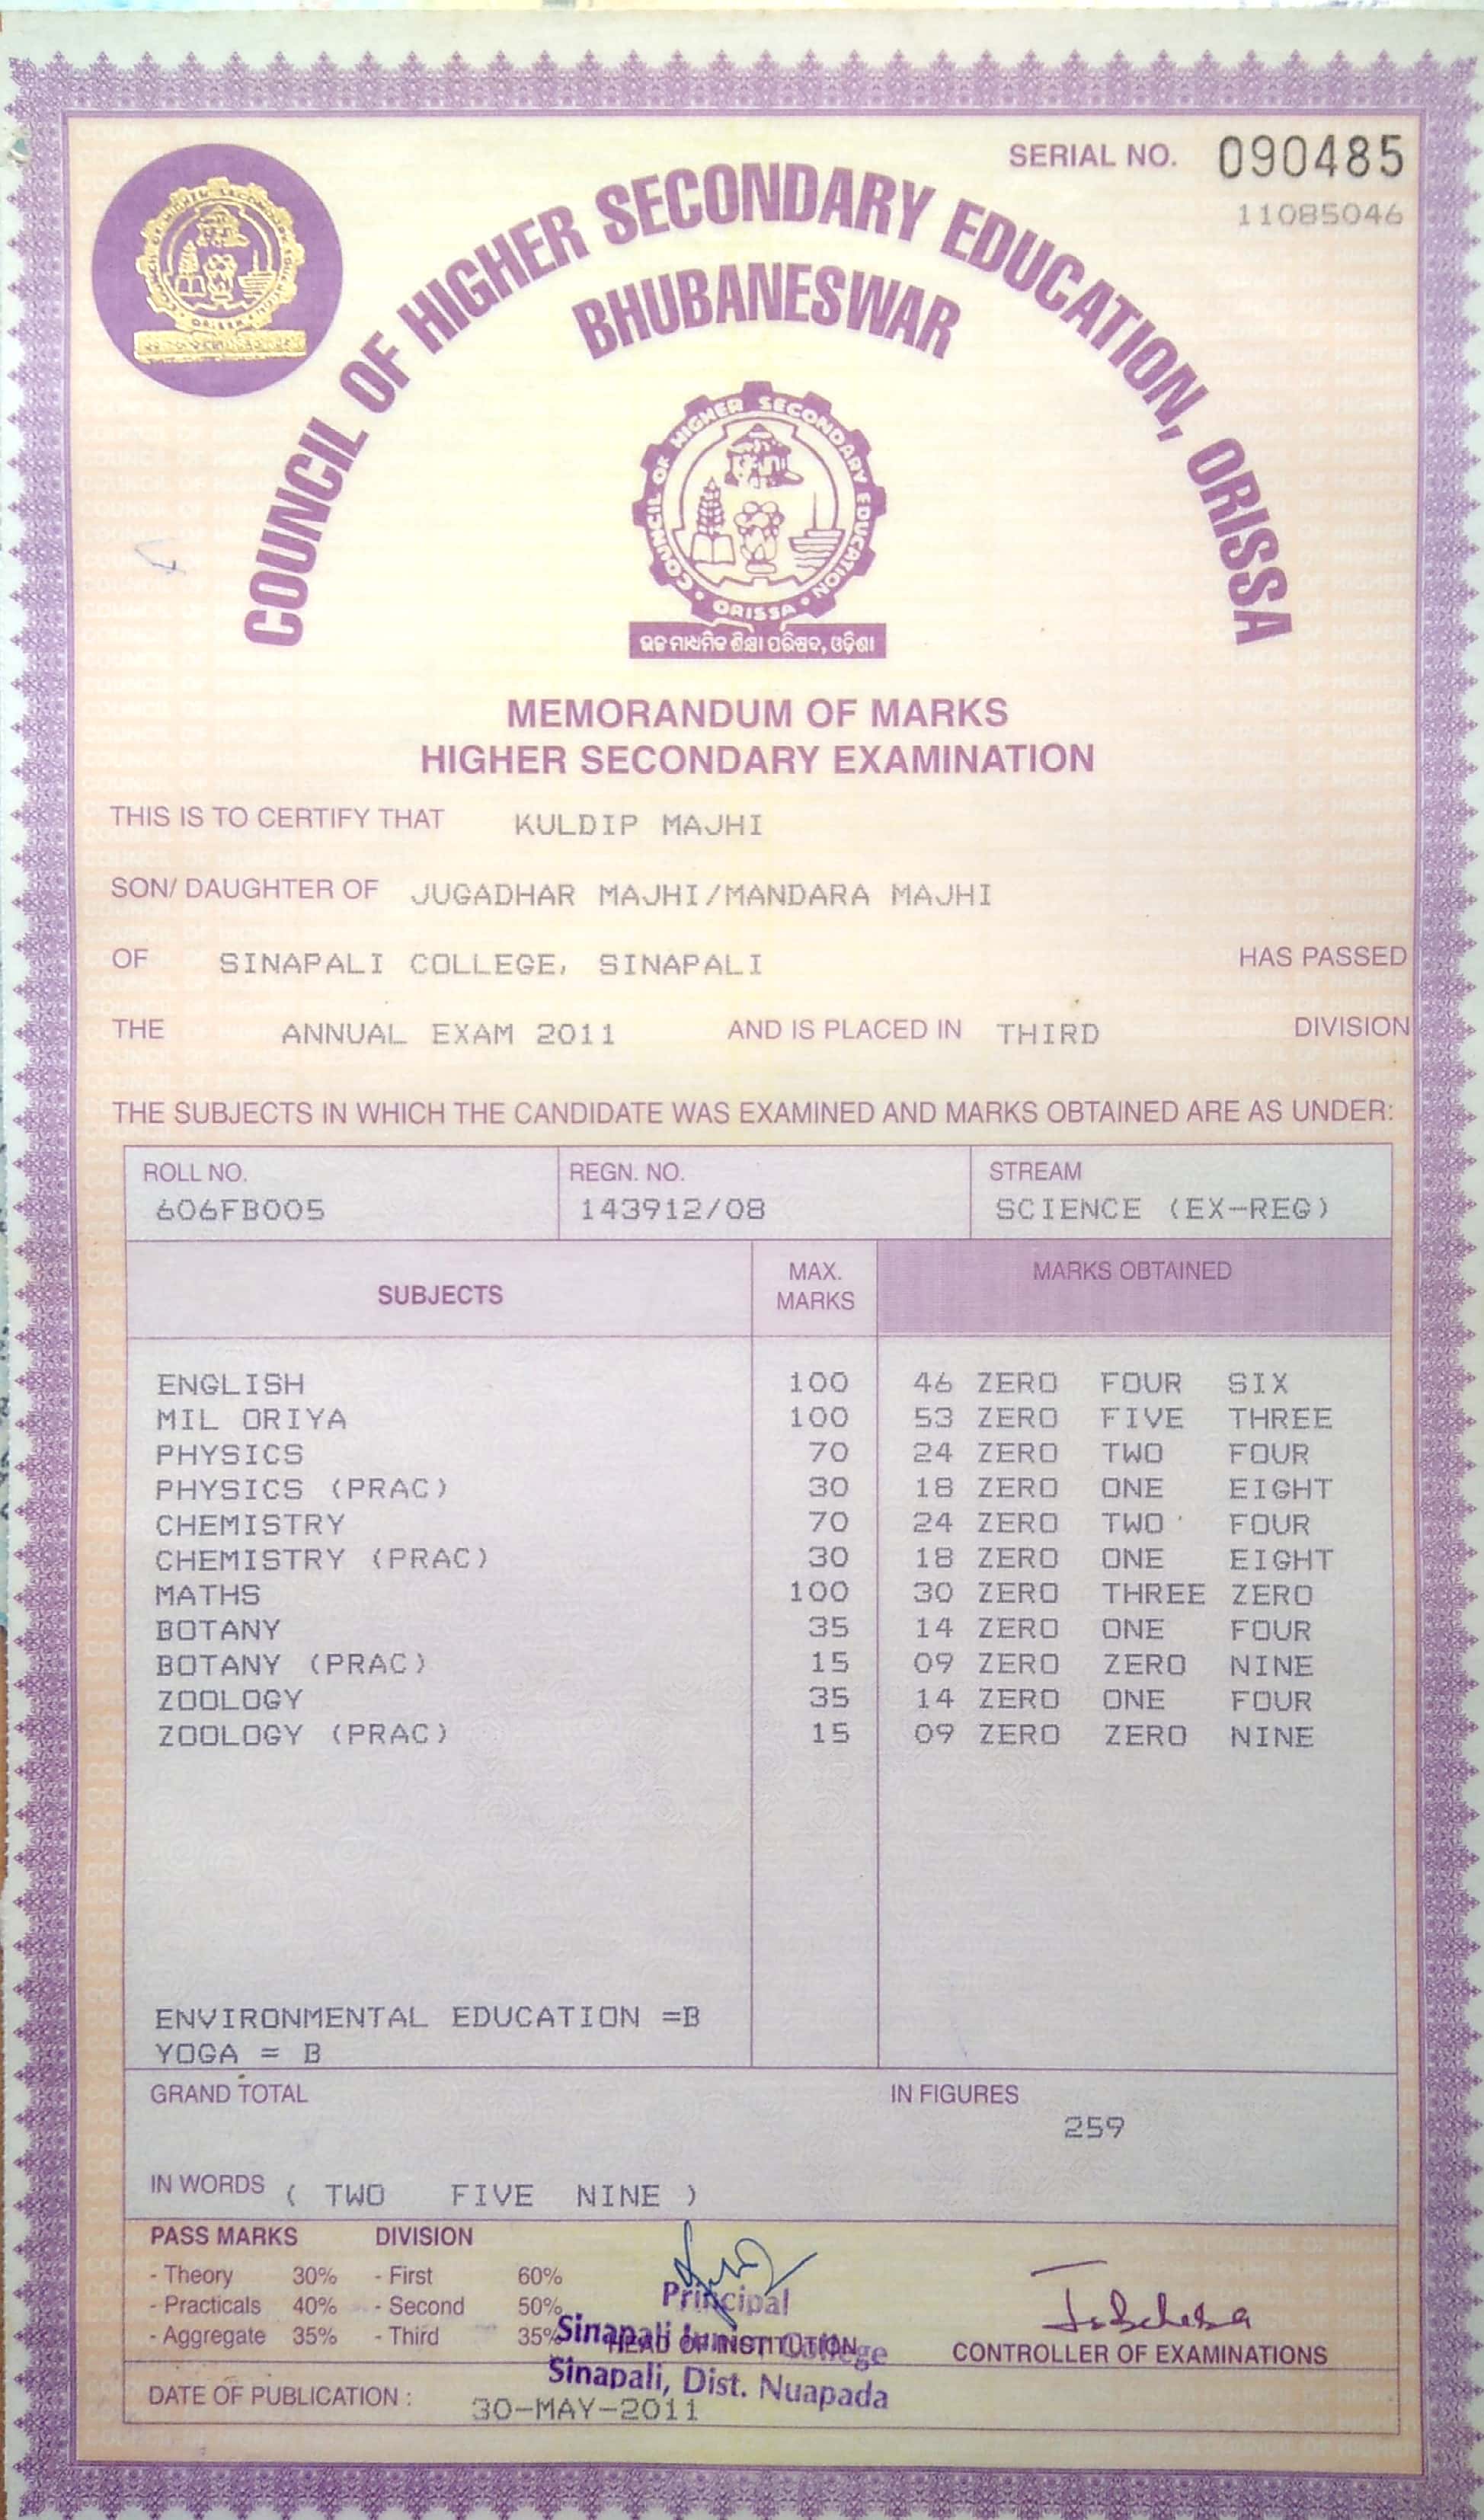 SERIAL NO. 090485
11085046
COUNCIL OF HIGHER SECONDARY EDUCATION, ORISSA
BHUBANESWAR
COUNCIL OF HIGHER SECONDARY EDUCATION
ORISSA
ଉଚ୍ଚ ମାଧ୍ୟମିକ ଶିକ୍ଷା ପରିଷଦ, ଓଡ଼ିଶା
MEMORANDUM OF MARKS
HIGHER SECONDARY EXAMINATION
THIS IS TO CERTIFY THAT KULDIP MAJHI
SON/ DAUGHTER OF JUGADHAR MAJHI/MANDARA MAJHI
OF SINAPALI COLLEGE, SINAPALI HAS PASSED
THE ANNUAL EXAM 2011 AND IS PLACED IN THIRD DIVISION
THE SUBJECTS IN WHICH THE CANDIDATE WAS EXAMINED AND MARKS OBTAINED ARE AS UNDER:
ROLL NO. REGN. NO. STREAM
606FB005 143912/08 SCIENCE (EX-REG)
SUBJECTS MAX. MARKS MARKS OBTAINED
ENGLISH 100 46 ZERO FOUR SIX
MIL ORIYA 100 53 ZERO FIVE THREE
PHYSICS 70 24 ZERO TWO FOUR
PHYSICS (PRAC) 30 18 ZERO ONE EIGHT
CHEMISTRY 70 24 ZERO TWO FOUR
CHEMISTRY (PRAC) 30 18 ZERO ONE EIGHT
MATHS 100 30 ZERO THREE ZERO
BOTANY 35 14 ZERO ONE FOUR
BOTANY (PRAC) 15 09 ZERO ZERO NINE
ZOOLOGY 35 14 ZERO ONE FOUR
ZOOLOGY (PRAC) 15 09 ZERO ZERO NINE
ENVIRONMENTAL EDUCATION =B
YOGA = B
GRAND TOTAL IN FIGURES
259
IN WORDS ( TWO FIVE NINE )
PASS MARKS DIVISION
- Theory 30% - First 60%
- Practicals 40% - Second 50%
- Aggregate 35% - Third 35%
Principal
Sinapali Junior College
Sinapali, Dist. Nuapada
HEAD OF INSTITUTION
CONTROLLER OF EXAMINATIONS
DATE OF PUBLICATION : 30-MAY-2011